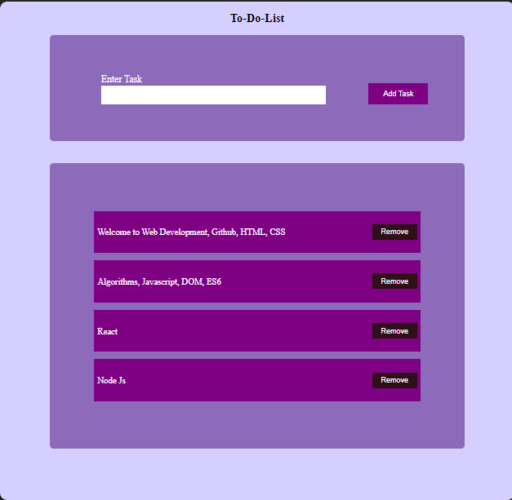 To-Do-List
Enter Task
Add Task
Welcome to Web Development, Github, HTML, CSS
Remove
Algorithms, Javascript, DOM, ES6
Remove
React
Remove
Node Js
Remove